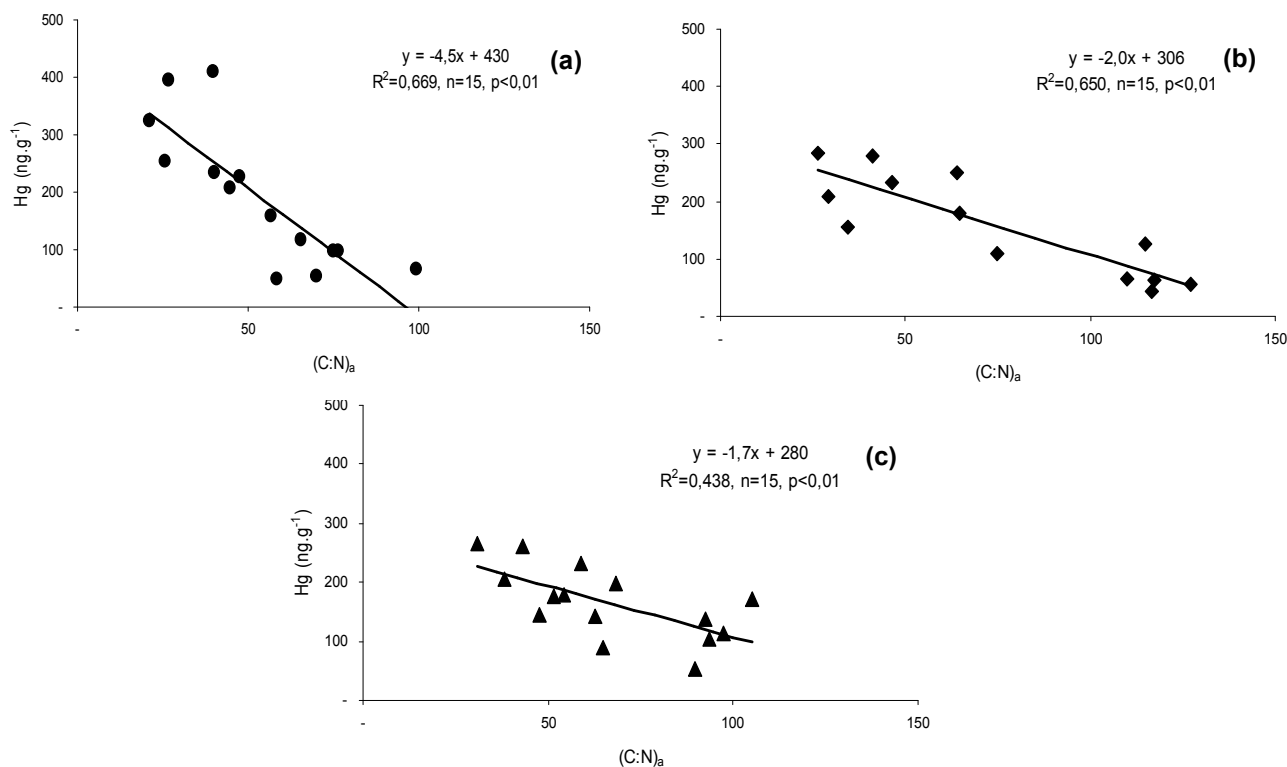 500
400
300
200
100
-
Hg (ng.g⁻¹)
y = -4,5x + 430
R²=0,669, n=15, p<0,01
(a)
- 50 100 150
(C:N)ₐ
500
400
300
200
100
-
Hg (ng.g⁻¹)
y = -2,0x + 306
R²=0,650, n=15, p<0,01
(b)
- 50 100 150
(C:N)ₐ
500
400
300
200
100
-
Hg (ng.g⁻¹)
y = -1,7x + 280
R²=0,438, n=15, p<0,01
(c)
- 50 100 150
(C:N)ₐ